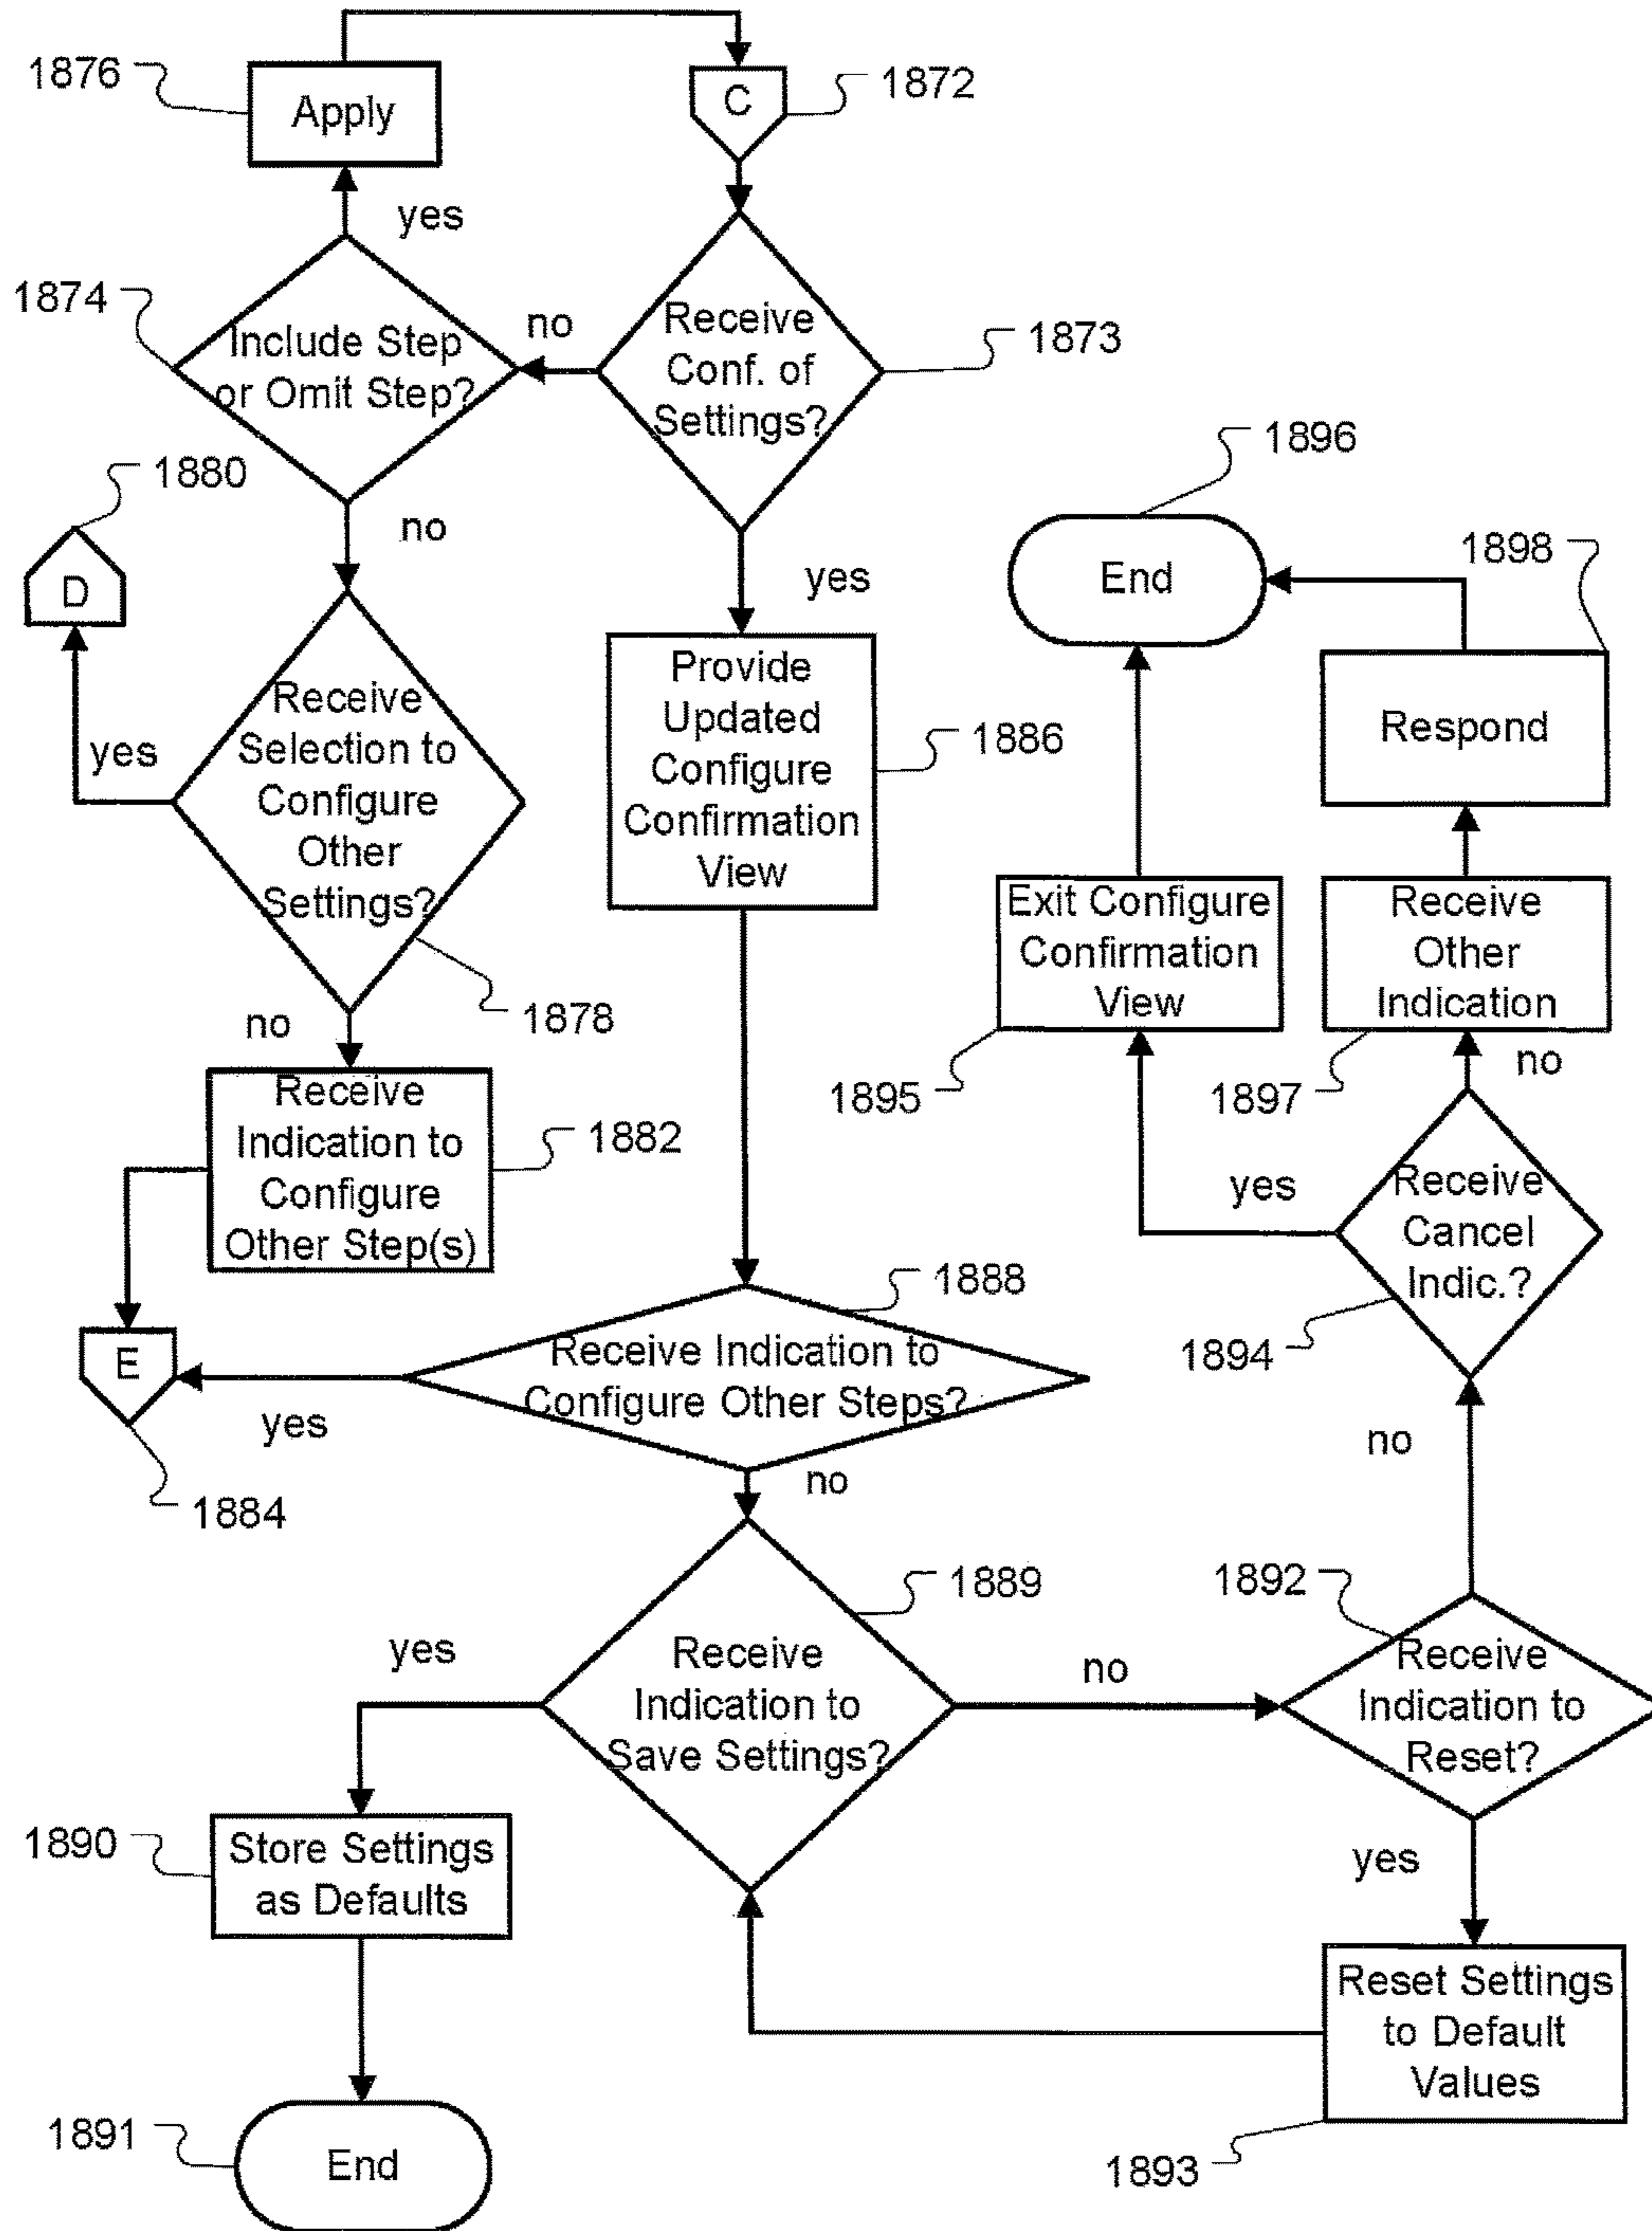 1876
Apply
C
1872
yes
1874
Include Step
or Omit Step?
no
Receive
Conf. of
Settings?
1873
1880
D
no
yes
1896
End
1898
Respond
yes
Receive
Selection to
Configure
Other
Settings?
1878
Provide
Updated
Configure
Confirmation
View
1886
Exit Configure
Confirmation
View
1895
Receive
Other
Indication
1897
no
no
Receive
Indication to
Configure
Other Step(s)
1882
yes
Receive
Cancel
Indic.?
1894
E
1884
yes
Receive Indication to
Configure Other Steps?
1888
no
no
yes
Receive
Indication to
Save Settings?
1889
no
1892
Receive
Indication to
Reset?
yes
1890
Store Settings
as Defaults
Reset Settings
to Default
Values
1893
1891
End